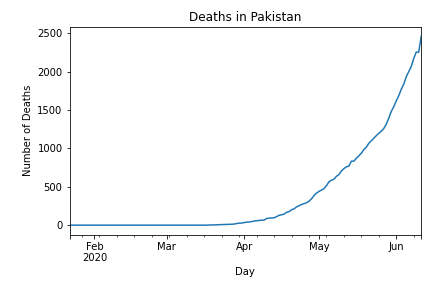 Deaths in Pakistan
Number of Deaths
2500
2000
1500
1000
500
0
Feb
2020
Mar
Apr
May
Jun
Day